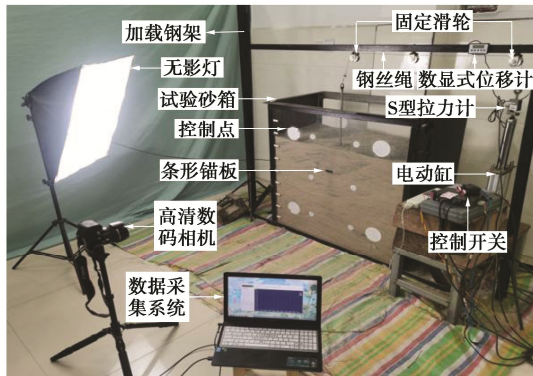 固定滑轮
加载钢架
无影灯
钢丝绳 数显式位移计
试验砂箱
S型拉力计
控制点
条形锚板
电动缸
高清数
码相机
控制开关
数据采
集系统